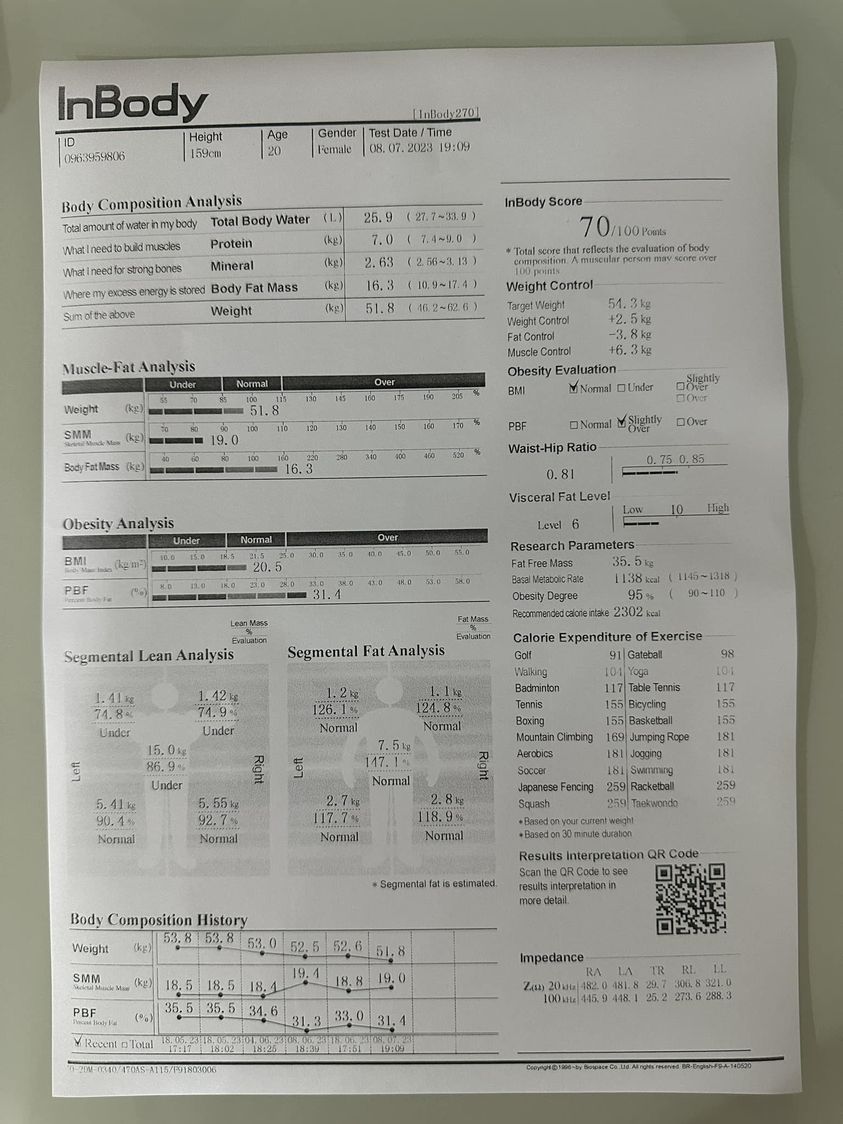 InBody
[InBody270]
ID
0963959806
Height
159cm
Age
20
Gender
Female
Test Date / Time
08. 07. 2023 19:09
Body Composition Analysis
Total amount of water in my body Total Body Water (L) 25.9 ( 27.7~33.9 )
What I need to build muscles Protein (kg) 7.0 ( 7.4~9.0 )
What I need for strong bones Mineral (kg) 2.63 ( 2.56~3.13 )
Where my excess energy is stored Body Fat Mass (kg) 16.3 ( 10.9~17.4 )
Sum of the above Weight (kg) 51.8 ( 46.2~62.6 )
Muscle-Fat Analysis
Under Normal Over
Weight (kg) 55 70 85 100 115 130 145 160 175 190 205 %
51.8
SMM (kg) 70 80 90 100 110 120 130 140 150 160 170 %
Skeletal Muscle Mass
19.0
Body Fat Mass (kg) 40 60 80 100 160 220 280 340 400 460 520 %
16.3
Obesity Analysis
Under Normal Over
BMI (kg/m²) 10.0 15.0 18.5 21.5 25.0 30.0 35.0 40.0 45.0 50.0 55.0
Body Mass Index
20.5
PBF (%) 8.0 13.0 18.0 23.0 28.0 33.0 38.0 43.0 48.0 53.0 58.0
Percent Body Fat
31.4
Lean Mass
%
Evaluation
Segmental Lean Analysis
1.41 kg 1.42 kg
74.8 % 74.9 %
Under Under
15.0 kg
86.9 %
Under
Left Right
5.41 kg 5.55 kg
90.4 % 92.7 %
Normal Normal
Fat Mass
%
Evaluation
Segmental Fat Analysis
1.2 kg 1.1 kg
126.1 % 124.8 %
Normal Normal
7.5 kg
147.1 %
Normal
Left Right
2.7 kg 2.8 kg
117.7 % 118.9 %
Normal Normal
* Segmental fat is estimated.
Body Composition History
Weight (kg) 53.8 53.8 53.0 52.5 52.6 51.8
SMM (kg) 18.5 18.5 18.4 19.4 18.8 19.0
Skeletal Muscle Mass
PBF (%) 35.5 35.5 34.6 31.3 33.0 31.4
Percent Body Fat
Recent Total 18.05.23 18.05.23 04.06.23 08.06.23 18.06.23 08.07.23
17:17 18:02 18:25 18:39 17:51 19:09
InBody Score
70/100 Points
* Total score that reflects the evaluation of body
composition. A muscular person may score over
100 points
Weight Control
Target Weight 54.3 kg
Weight Control +2.5 kg
Fat Control -3.8 kg
Muscle Control +6.3 kg
Obesity Evaluation
BMI Normal Under Slightly Over
Over
PBF Normal Slightly Over Over
Waist-Hip Ratio
0.75 0.85
0.81
Visceral Fat Level
Low 10 High
Level 6
Research Parameters
Fat Free Mass 35.5 kg
Basal Metabolic Rate 1138 kcal ( 1145~1318 )
Obesity Degree 95 % ( 90~110 )
Recommended calorie intake 2302 kcal
Calorie Expenditure of Exercise
Golf 91 Gateball 98
Walking 104 Yoga 104
Badminton 117 Table Tennis 117
Tennis 155 Bicycling 155
Boxing 155 Basketball 155
Mountain Climbing 169 Jumping Rope 181
Aerobics 181 Jogging 181
Soccer 181 Swimming 181
Japanese Fencing 259 Racketball 259
Squash 259 Taekwondo 259
* Based on your current weight
* Based on 30 minute duration
Results Interpretation QR Code
Scan the QR Code to see
results interpretation in
more detail.
Impedance
RA LA TR RL LL
Z(Ω) 20 kHz 482.0 481.8 29.7 306.8 321.0
100 kHz 445.9 448.1 25.2 273.6 288.3
Copyright ©1996~by Biospace Co.,Ltd. All rights reserved. BR-English-F9-A-140520